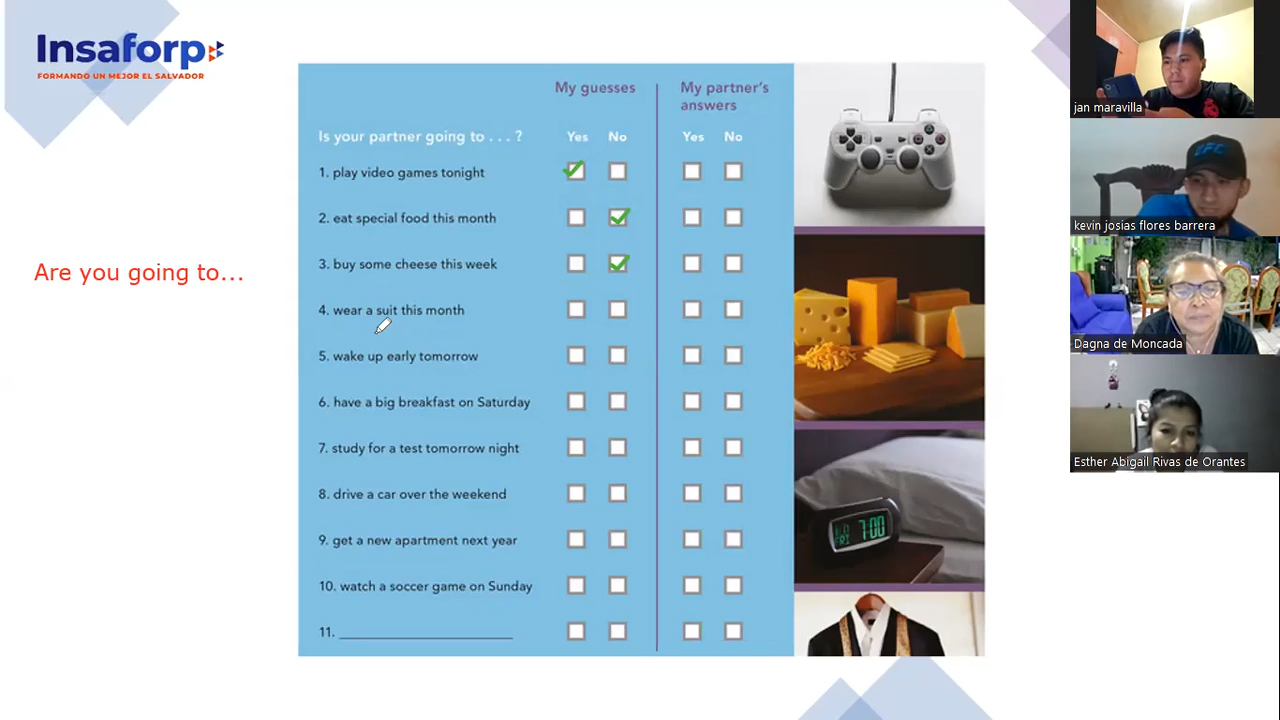 Insaforp
FORMANDO UN MEJOR EL SALVADOR
Are you going to...
My guesses
My partner's
answers
Is your partner going to . . . ?
Yes No
Yes No
1. play video games tonight
2. eat special food this month
3. buy some cheese this week
4. wear a suit this month
5. wake up early tomorrow
6. have a big breakfast on Saturday
7. study for a test tomorrow night
8. drive a car over the weekend
9. get a new apartment next year
10. watch a soccer game on Sunday
11.
7:00
FRI
jan maravilla
kevin josías flores barrera
Dagna de Moncada
Esther Abigail Rivas de Orantes